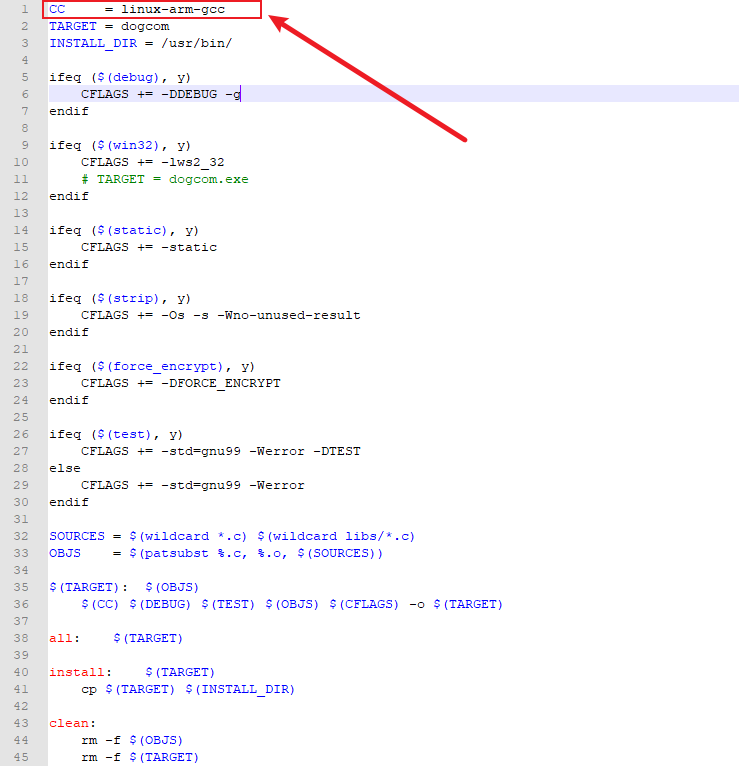 1 CC     = linux-arm-gcc
2 TARGET = dogcom
3 INSTALL_DIR = /usr/bin/
4
5 ifeq ($(debug), y)
6     CFLAGS += -DDEBUG -g
7 endif
8
9 ifeq ($(win32), y)
10     CFLAGS += -lws2_32
11     # TARGET = dogcom.exe
12 endif
13
14 ifeq ($(static), y)
15     CFLAGS += -static
16 endif
17
18 ifeq ($(strip), y)
19     CFLAGS += -Os -s -Wno-unused-result
20 endif
21
22 ifeq ($(force_encrypt), y)
23     CFLAGS += -DFORCE_ENCRYPT
24 endif
25
26 ifeq ($(test), y)
27     CFLAGS += -std=gnu99 -Werror -DTEST
28 else
29     CFLAGS += -std=gnu99 -Werror
30 endif
31
32 SOURCES = $(wildcard *.c) $(wildcard libs/*.c)
33 OBJS    = $(patsubst %.c, %.o, $(SOURCES))
34
35 $(TARGET):  $(OBJS)
36     $(CC) $(DEBUG) $(TEST) $(OBJS) $(CFLAGS) -o $(TARGET)
37
38 all:    $(TARGET)
39
40 install:    $(TARGET)
41     cp $(TARGET) $(INSTALL_DIR)
42
43 clean:
44     rm -f $(OBJS)
45     rm -f $(TARGET)